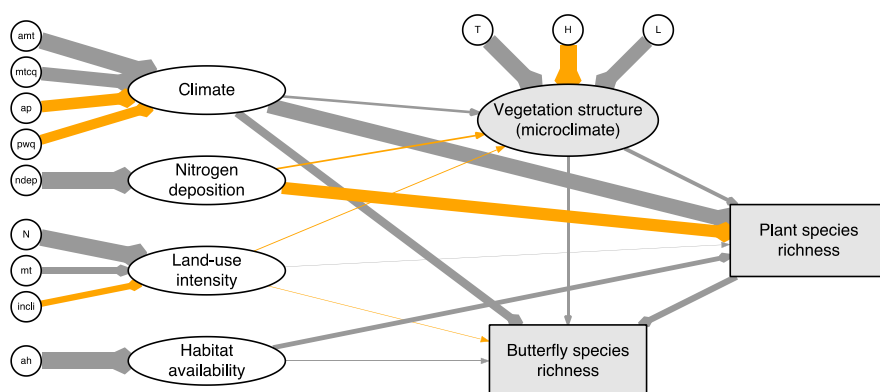 T
H
L
amt
mtcq
ap
pwq
ndep
N
mt
incli
ah
Climate
Nitrogen
deposition
Land-use
intensity
Habitat
availability
Vegetation structure
(microclimate)
Plant species
richness
Butterfly species
richness